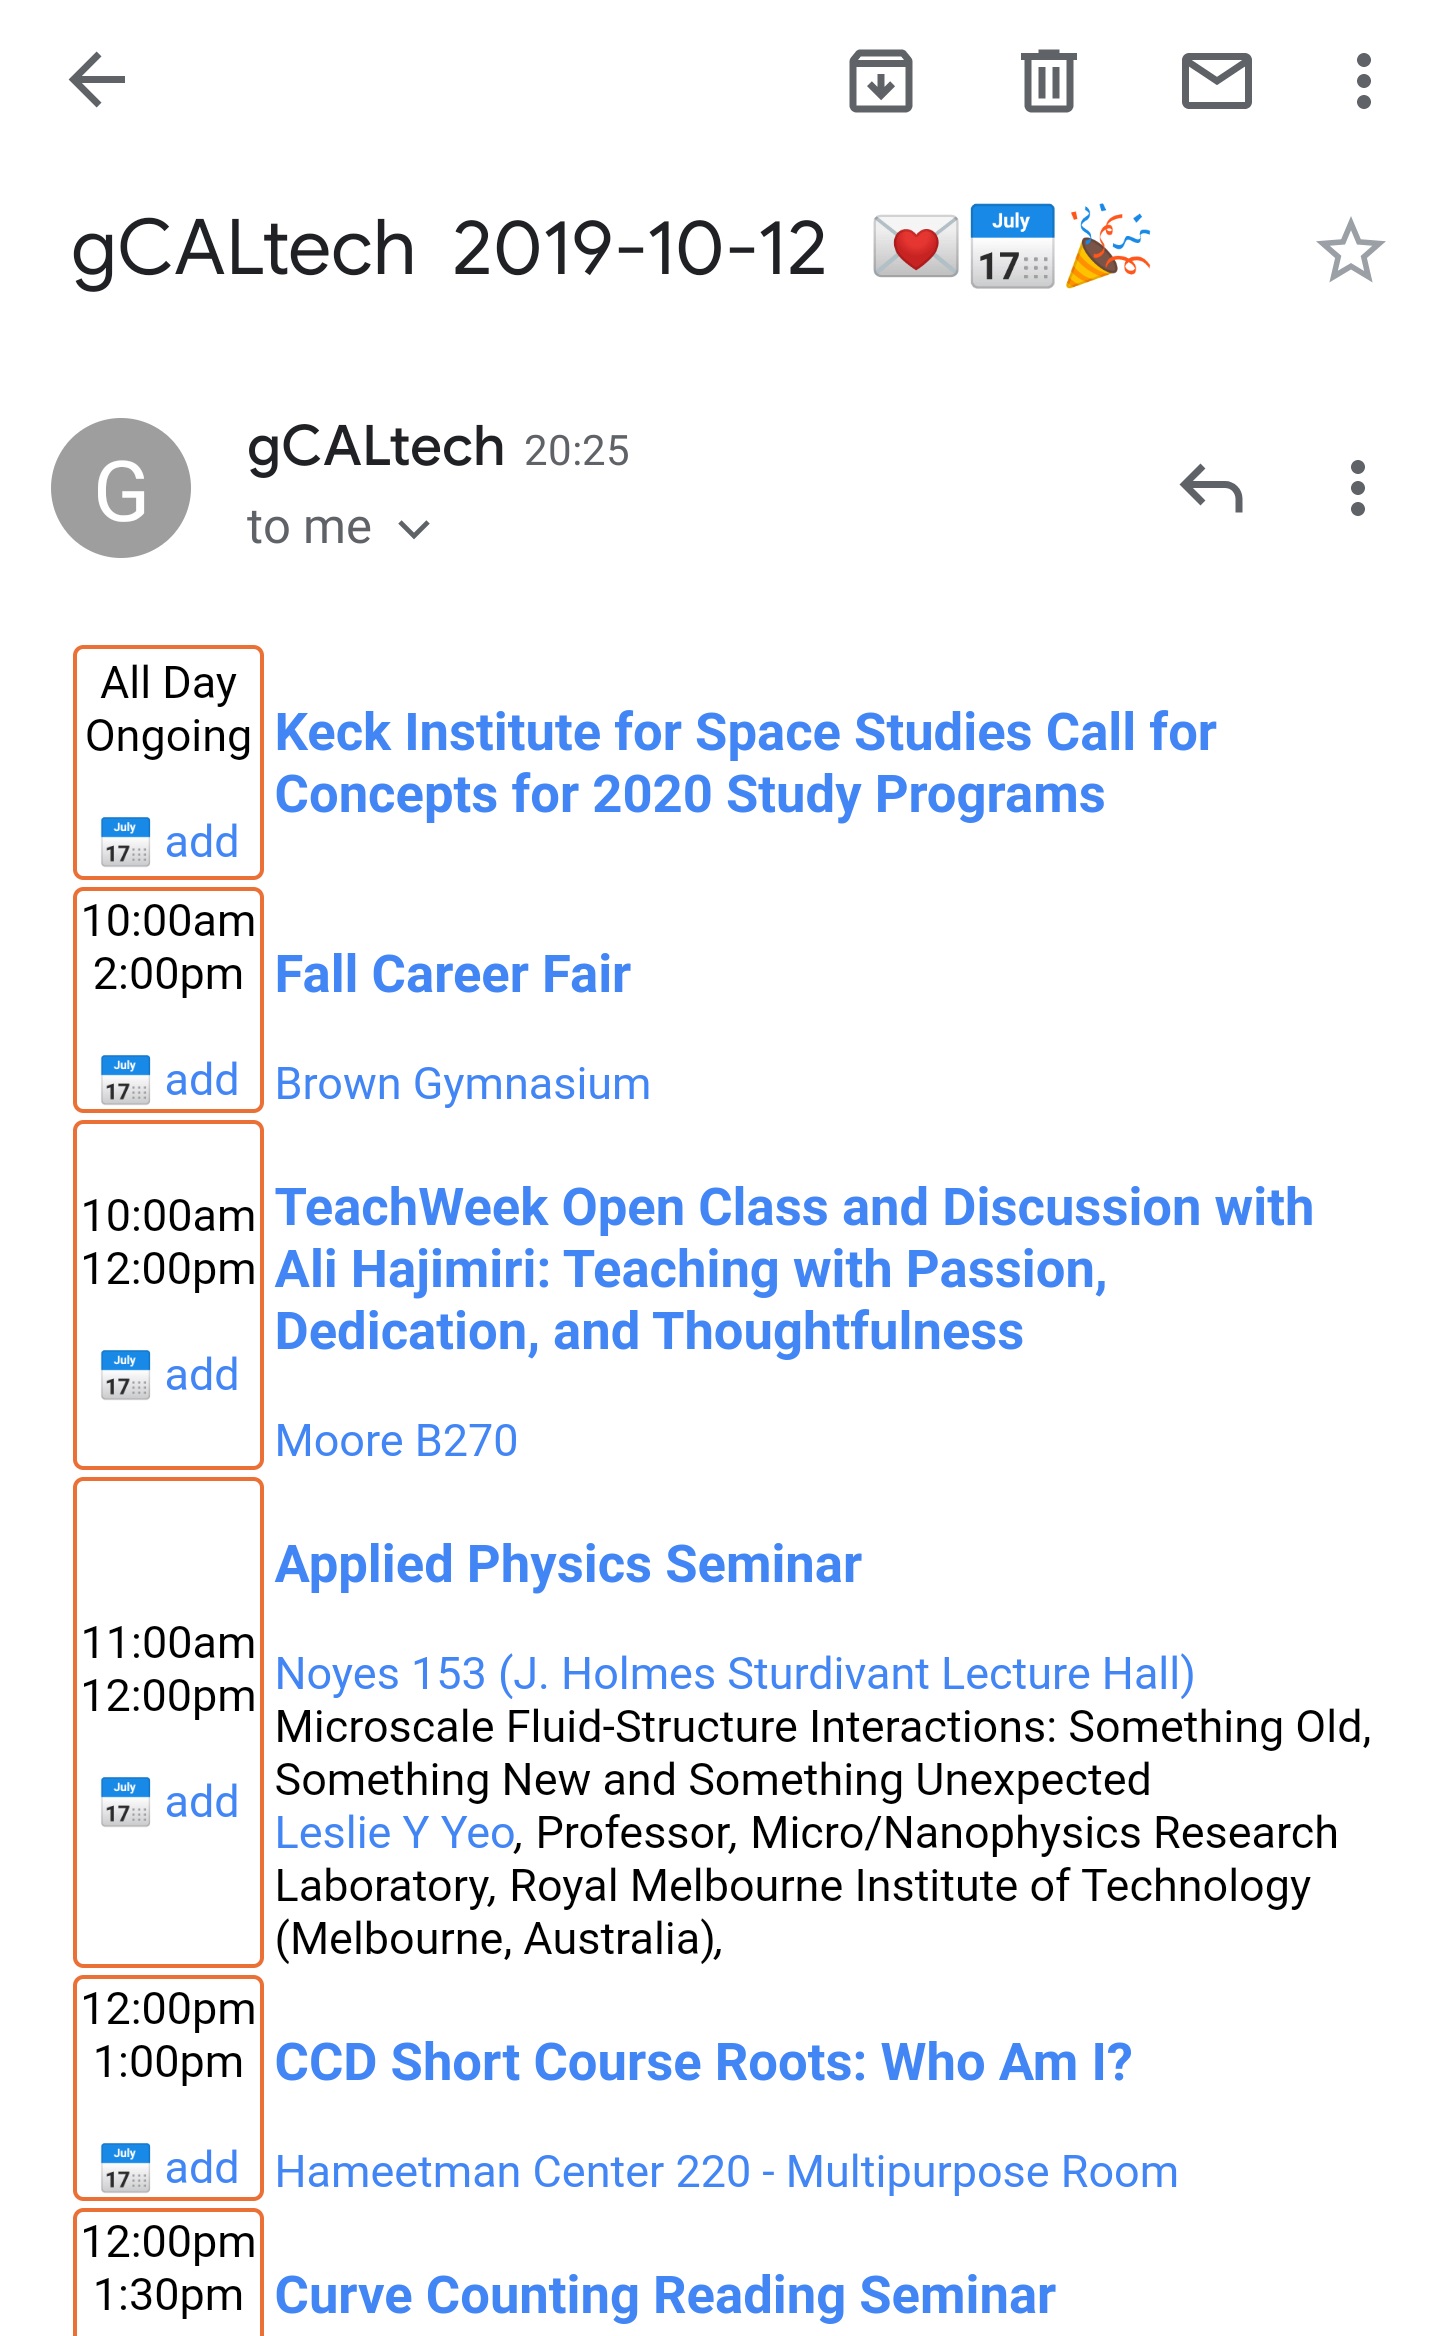 gCALtech 2019-10-12 💌📅🎉
July
17
G
gCALtech 20:25
to me
All Day
Ongoing
July
17
add
Keck Institute for Space Studies Call for
Concepts for 2020 Study Programs
10:00am
2:00pm
July
17
add
Fall Career Fair
Brown Gymnasium
10:00am
12:00pm
July
17
add
TeachWeek Open Class and Discussion with
Ali Hajimiri: Teaching with Passion,
Dedication, and Thoughtfulness
Moore B270
11:00am
12:00pm
July
17
add
Applied Physics Seminar
Noyes 153 (J. Holmes Sturdivant Lecture Hall)
Microscale Fluid-Structure Interactions: Something Old,
Something New and Something Unexpected
Leslie Y Yeo, Professor, Micro/Nanophysics Research
Laboratory, Royal Melbourne Institute of Technology
(Melbourne, Australia),
12:00pm
1:00pm
July
17
add
CCD Short Course Roots: Who Am I?
Hameetman Center 220 - Multipurpose Room
12:00pm
1:30pm
Curve Counting Reading Seminar